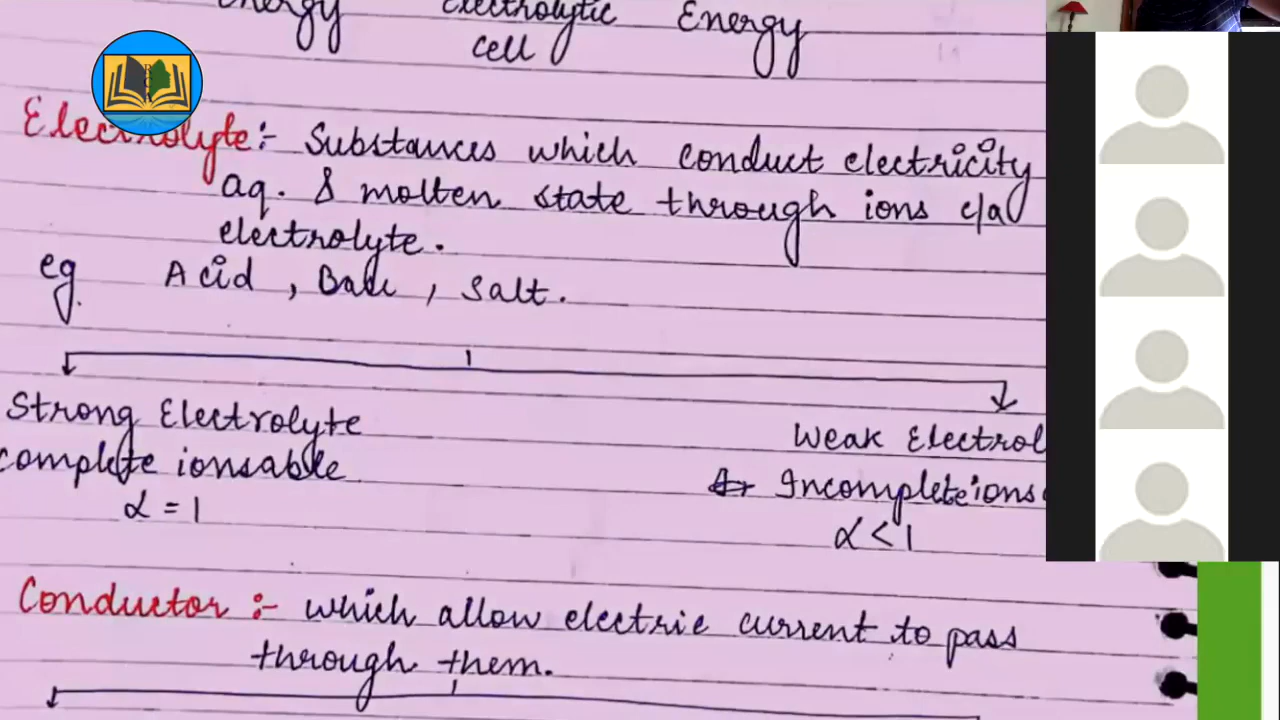 Energy Electrolytic Energy
cell
Electrolyte:- Substances which conduct electricity
aq. & molten state through ions c/a
electrolyte.
eg. Acid, Base, Salt.
Strong Electrolyte
complete ionsable
α = 1
Weak Electrol
Incomplete ions
α < 1
Conductor :- which allow electric current to pass
through them.